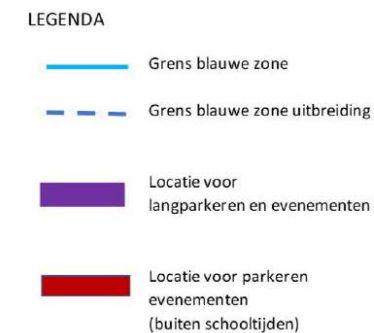 LEGENDA
Grens blauwe zone
Grens blauwe zone uitbreiding
Locatie voor
langparkeren en evenementen
Locatie voor parkeren
evenementen
(buiten schooltijden)